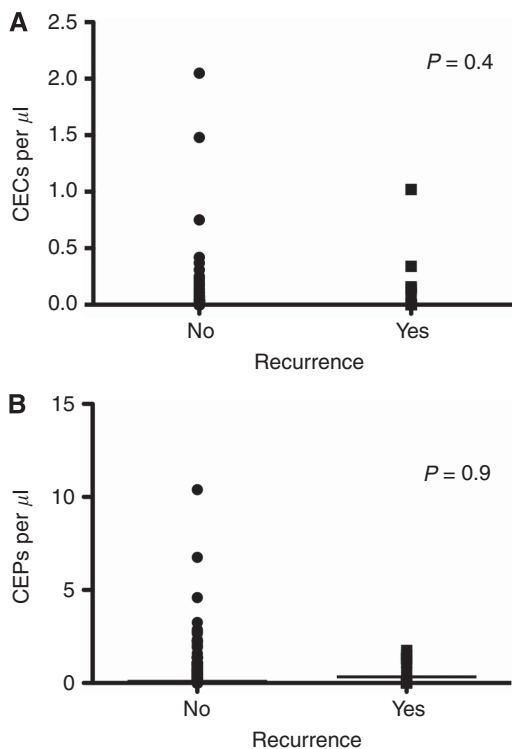 A
2.5
2.0
1.5
1.0
0.5
0.0
CECs per μl
P = 0.4
No
Yes
Recurrence
B
15
10
5
0
CEPs per μl
P = 0.9
No
Yes
Recurrence